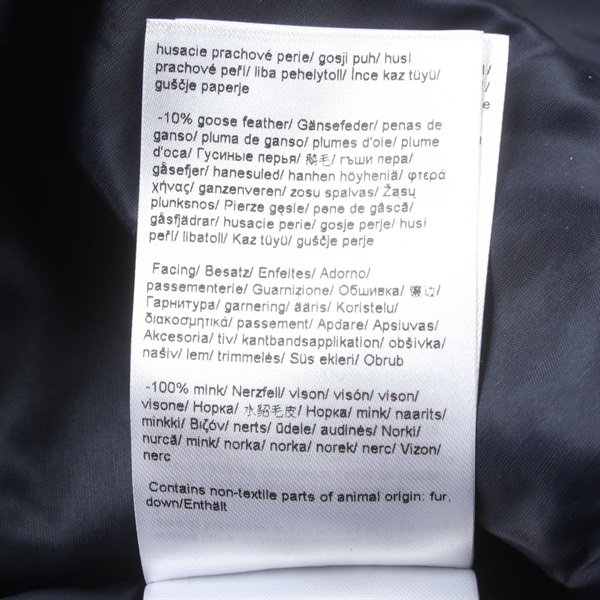 husacie prachové perie/ gosji puh/ husí
prachové peří/ liba pehelytoll/ İnce kaz tüyü/
guščje paperje
-10% goose feather/ Gänsefeder/ penas de
ganso/ pluma de ganso/ plumes d'oie/ plume
d'oca/ Гусиные перья/ 鹅毛/ гъши пера/
gåsefjer/ hanesuled/ hanhen höyheniä/ φτερά
χήνας/ ganzenveren/ zosu spalvas/ Žąsų
plunksnos/ Pierze gęsie/ pene de gâscă/
gåsfjädrar/ husacie perie/ gosje perje/ husí
peří/ libatoll/ Kaz tüyü/ guščje perje
Facing/ Besatz/ Enfeites/ Adorno/
passementerie/ Guarnizione/ Обшивка/ 镶边/
Гарнитура/ garnering/ ääris/ Koristelu/
διακοσμητικά/ passement/ Apdare/ Apsiuvas/
Akcesoria/ tiv/ kantbandsapplikation/ obšivka/
našiv/ lem/ trimmelés/ Süs ekleri/ Obrub
-100% mink/ Nerzfell/ vison/ visón/ vison/
visone/ Норка/ 水貂毛皮/ Норка/ mink/ naarits/
minkki/ Βιζόν/ nerts/ ūdele/ audinės/ Norki/
nurcă/ mink/ norka/ norka/ norek/ nerc/ Vizon/
nerc
Contains non-textile parts of animal origin: fur,
down/Enthält